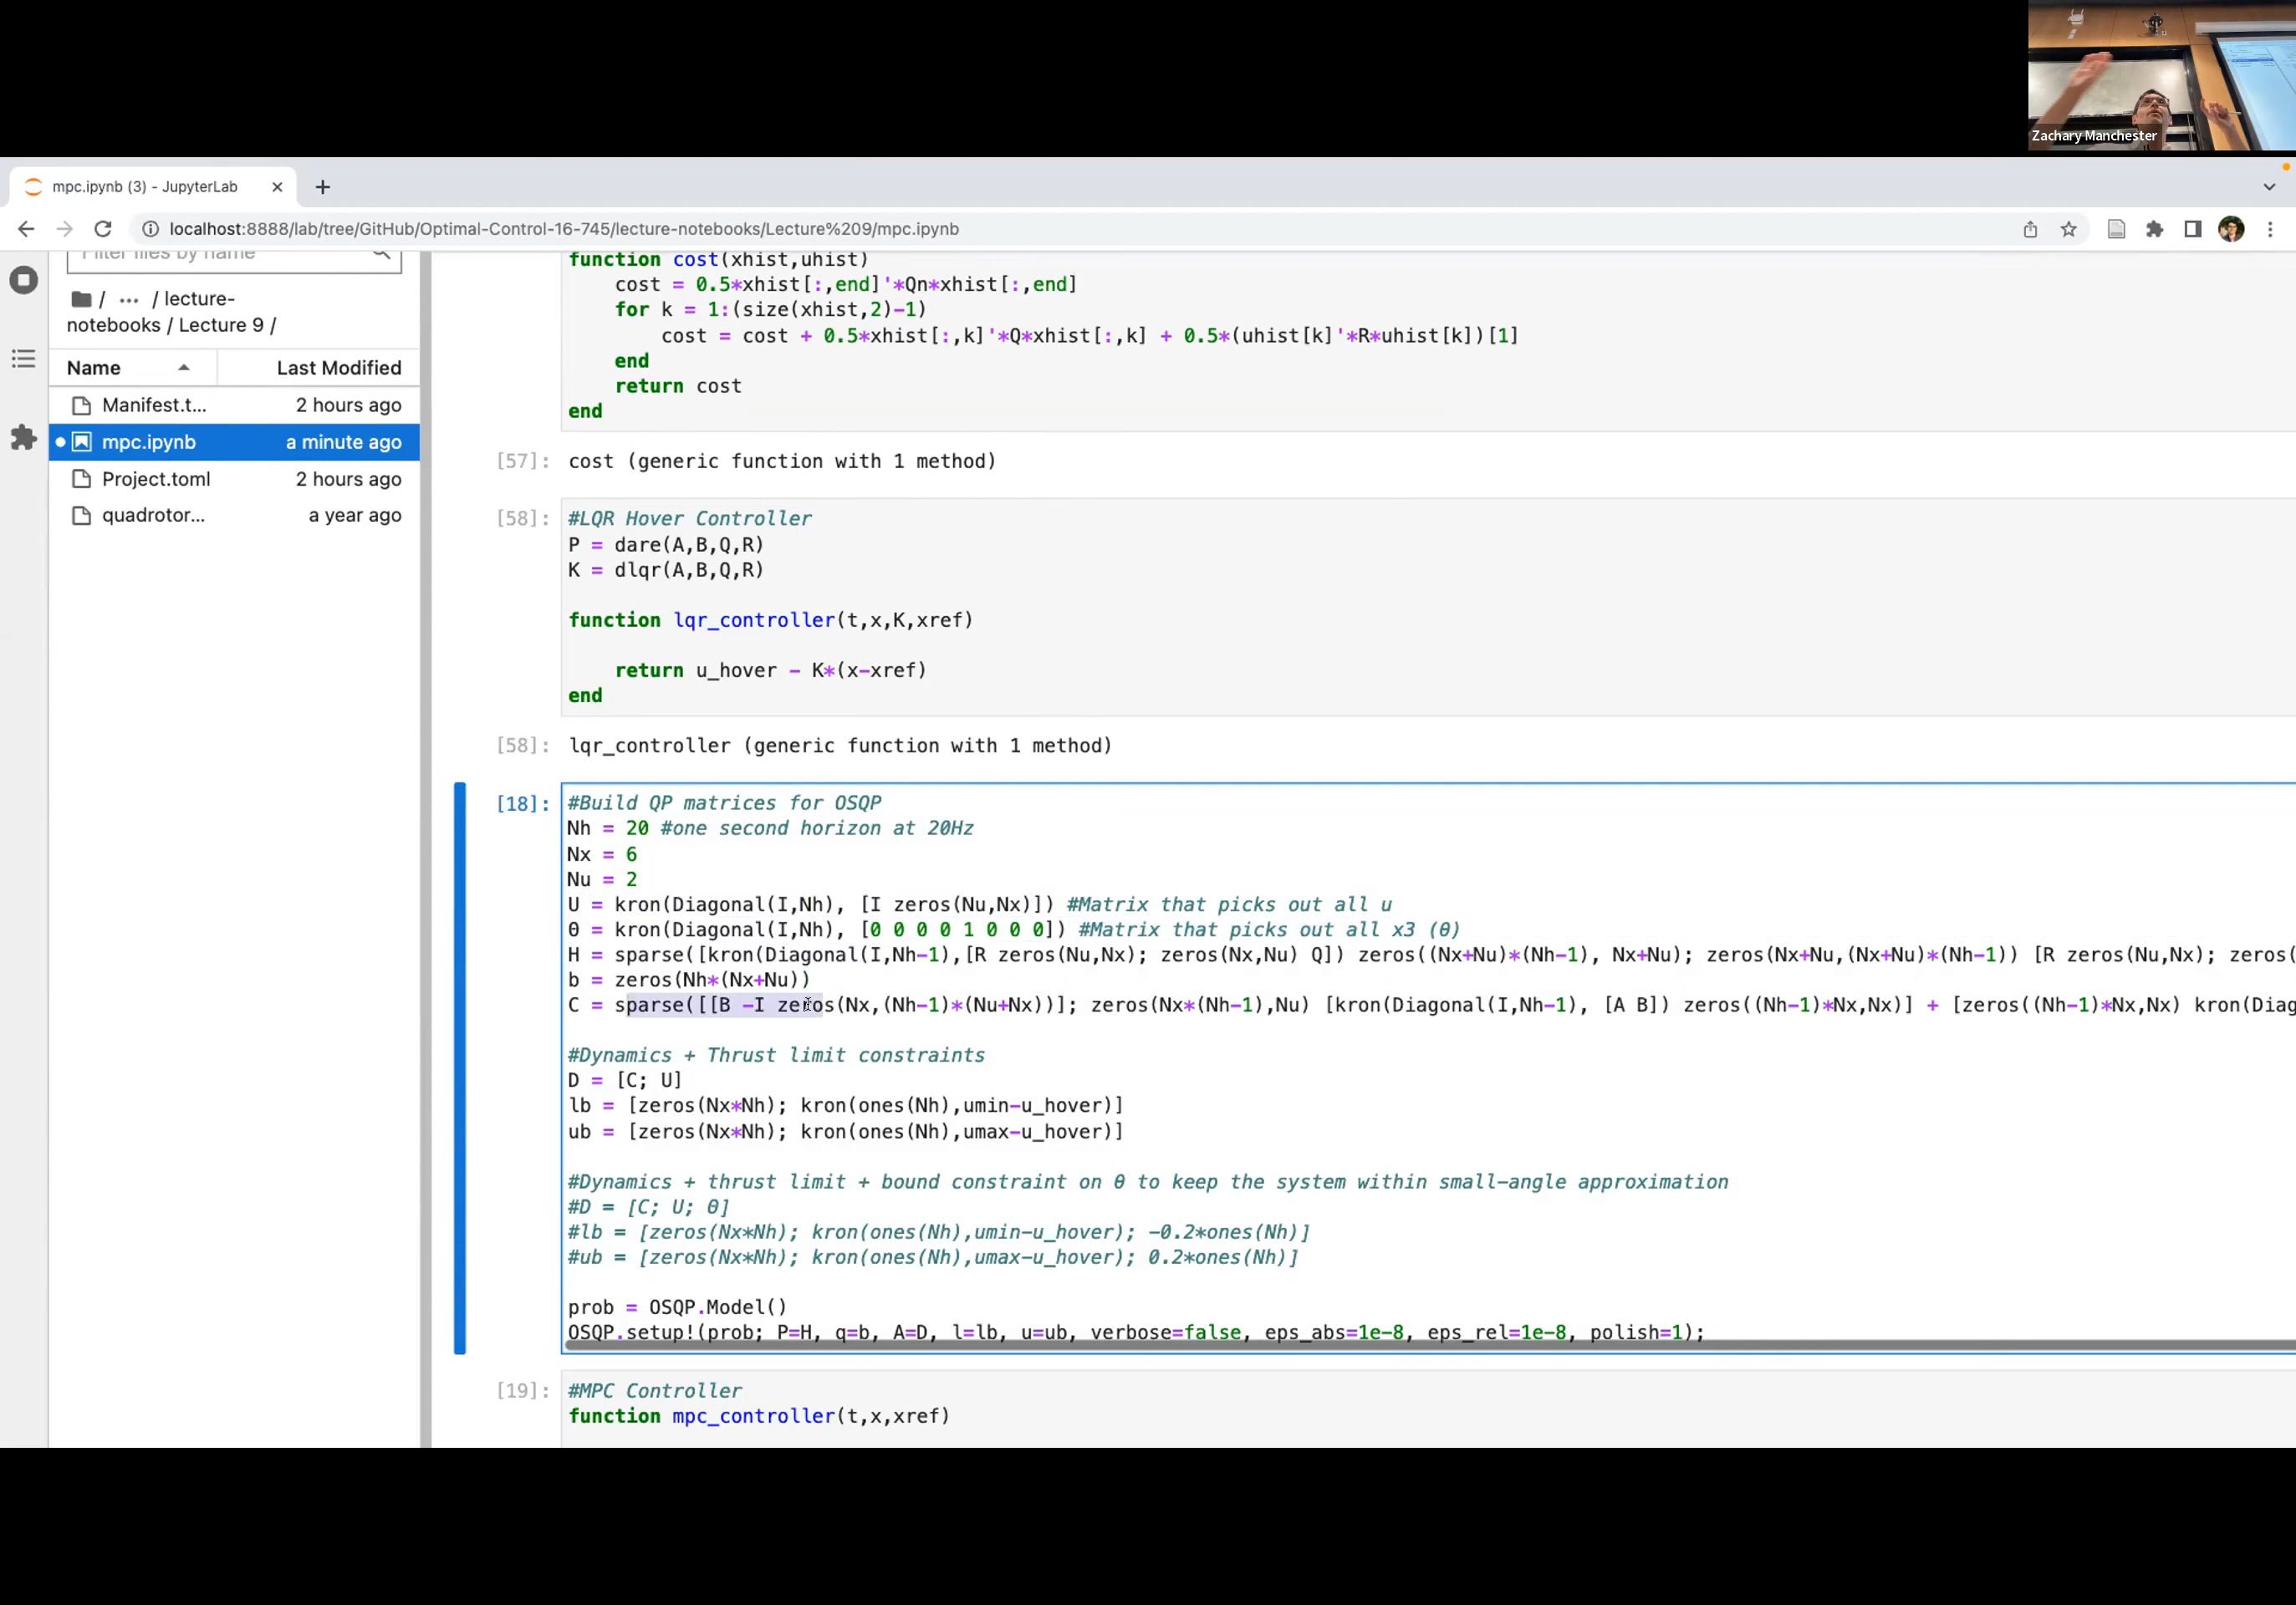 Zachary Manchester
mpc.ipynb (3) - JupyterLab
localhost:8888/lab/tree/GitHub/Optimal-Control-16-745/lecture-notebooks/Lecture%209/mpc.ipynb
Filter files by name
/ ··· / lecture-
notebooks / Lecture 9 /
Name Last Modified
Manifest.t... 2 hours ago
mpc.ipynb a minute ago
Project.toml 2 hours ago
quadrotor... a year ago
function cost(xhist,uhist)
cost = 0.5*xhist[:,end]'*Qn*xhist[:,end]
for k = 1:(size(xhist,2)-1)
cost = cost + 0.5*xhist[:,k]'*Q*xhist[:,k] + 0.5*(uhist[k]'*R*uhist[k])[1]
end
return cost
end
[57]: cost (generic function with 1 method)
[58]: #LQR Hover Controller
P = dare(A,B,Q,R)
K = dlqr(A,B,Q,R)
function lqr_controller(t,x,K,xref)
return u_hover - K*(x-xref)
end
[58]: lqr_controller (generic function with 1 method)
[18]: #Build QP matrices for OSQP
Nh = 20 #one second horizon at 20Hz
Nx = 6
Nu = 2
U = kron(Diagonal(I,Nh), [I zeros(Nu,Nx)]) #Matrix that picks out all u
θ = kron(Diagonal(I,Nh), [0 0 0 0 1 0 0 0]) #Matrix that picks out all x3 (θ)
H = sparse([kron(Diagonal(I,Nh-1),[R zeros(Nu,Nx); zeros(Nx,Nu) Q]) zeros((Nx+Nu)*(Nh-1), Nx+Nu); zeros(Nx+Nu,(Nx+Nu)*(Nh-1)) [R zeros(Nu,Nx); zeros(
b = zeros(Nh*(Nx+Nu))
C = sparse([[B -I zeros(Nx,(Nh-1)*(Nu+Nx))]; zeros(Nx*(Nh-1),Nu) [kron(Diagonal(I,Nh-1), [A B]) zeros((Nh-1)*Nx,Nx)] + [zeros((Nh-1)*Nx,Nx) kron(Diag
#Dynamics + Thrust limit constraints
D = [C; U]
lb = [zeros(Nx*Nh); kron(ones(Nh),umin-u_hover)]
ub = [zeros(Nx*Nh); kron(ones(Nh),umax-u_hover)]
#Dynamics + thrust limit + bound constraint on θ to keep the system within small-angle approximation
#D = [C; U; θ]
#lb = [zeros(Nx*Nh); kron(ones(Nh),umin-u_hover); -0.2*ones(Nh)]
#ub = [zeros(Nx*Nh); kron(ones(Nh),umax-u_hover); 0.2*ones(Nh)]
prob = OSQP.Model()
OSQP.setup!(prob; P=H, q=b, A=D, l=lb, u=ub, verbose=false, eps_abs=1e-8, eps_rel=1e-8, polish=1);
[19]: #MPC Controller
function mpc_controller(t,x,xref)